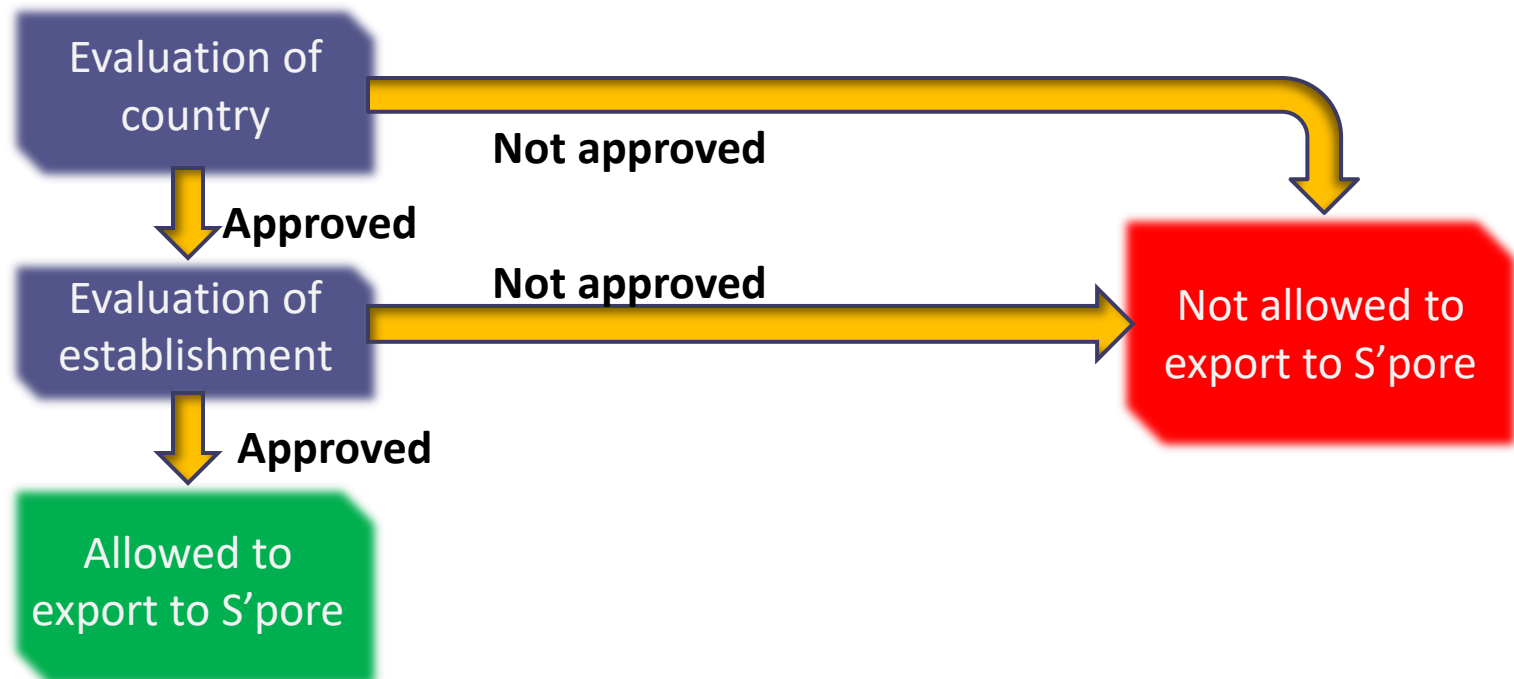 Evaluation of
country
Not approved
Approved
Evaluation of
establishment
Not approved
Not allowed to
export to S’pore
Approved
Allowed to
export to S’pore